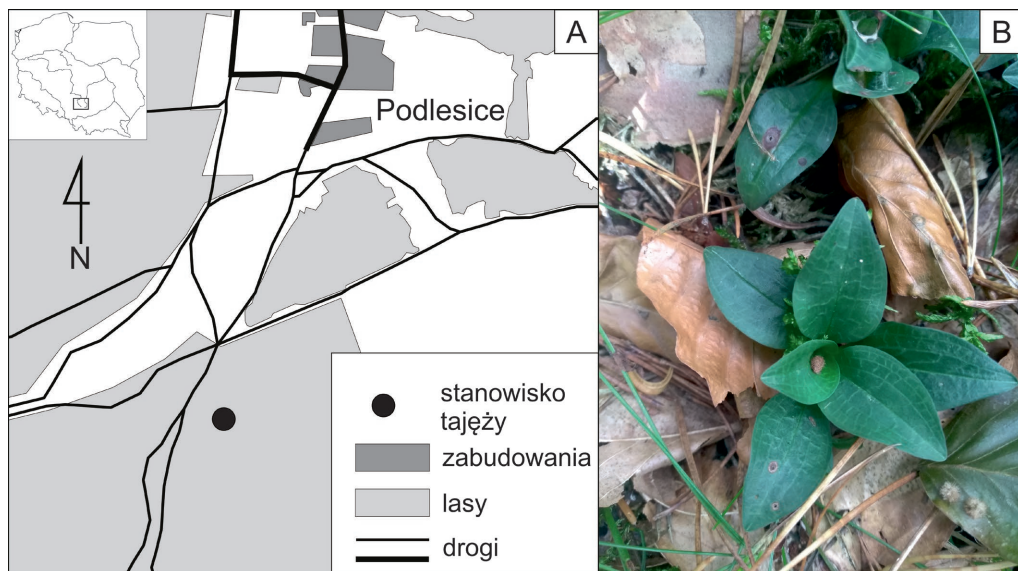 A
Podlesice
N
stanowisko
tajęży
zabudowania
lasy
drogi
B